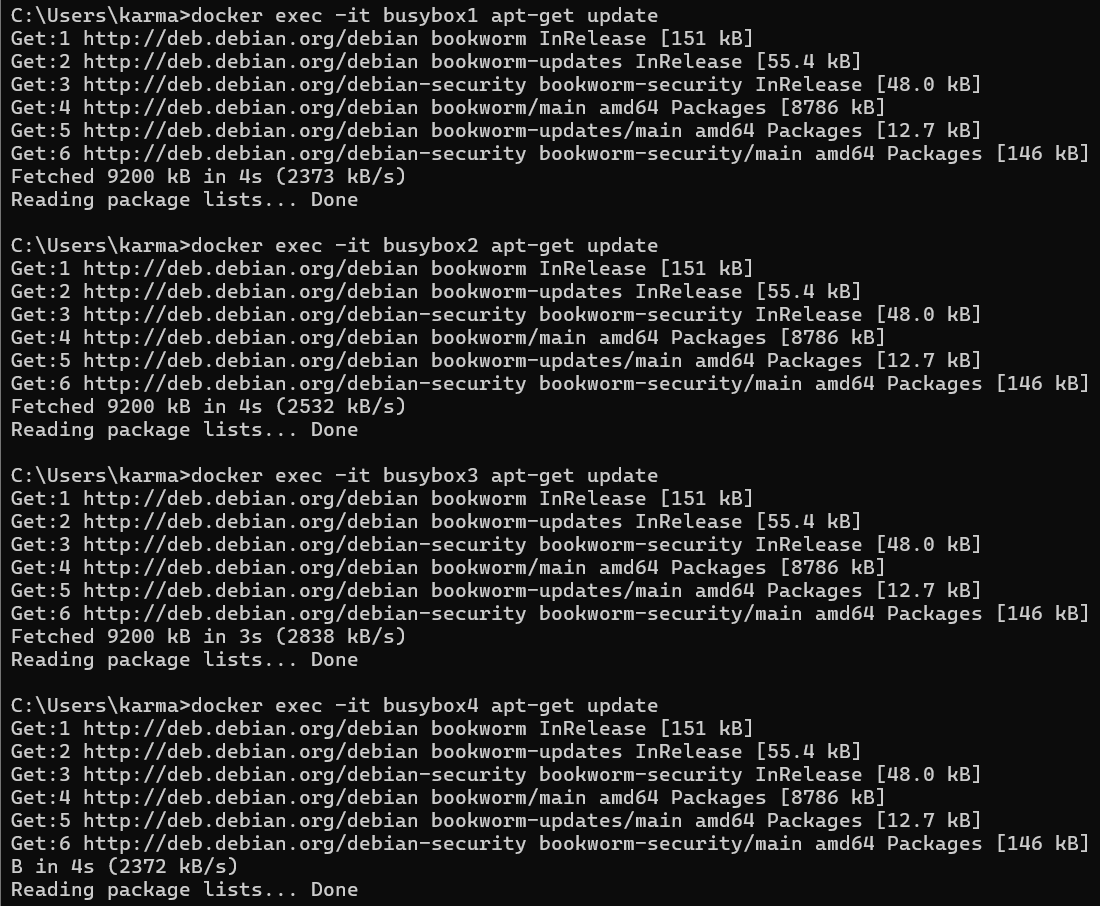 C:\Users\karma>docker exec -it busybox1 apt-get update
Get:1 http://deb.debian.org/debian bookworm InRelease [151 kB]
Get:2 http://deb.debian.org/debian bookworm-updates InRelease [55.4 kB]
Get:3 http://deb.debian.org/debian-security bookworm-security InRelease [48.0 kB]
Get:4 http://deb.debian.org/debian bookworm/main amd64 Packages [8786 kB]
Get:5 http://deb.debian.org/debian bookworm-updates/main amd64 Packages [12.7 kB]
Get:6 http://deb.debian.org/debian-security bookworm-security/main amd64 Packages [146 kB]
Fetched 9200 kB in 4s (2373 kB/s)
Reading package lists... Done
C:\Users\karma>docker exec -it busybox2 apt-get update
Get:1 http://deb.debian.org/debian bookworm InRelease [151 kB]
Get:2 http://deb.debian.org/debian bookworm-updates InRelease [55.4 kB]
Get:3 http://deb.debian.org/debian-security bookworm-security InRelease [48.0 kB]
Get:4 http://deb.debian.org/debian bookworm/main amd64 Packages [8786 kB]
Get:5 http://deb.debian.org/debian bookworm-updates/main amd64 Packages [12.7 kB]
Get:6 http://deb.debian.org/debian-security bookworm-security/main amd64 Packages [146 kB]
Fetched 9200 kB in 4s (2532 kB/s)
Reading package lists... Done
C:\Users\karma>docker exec -it busybox3 apt-get update
Get:1 http://deb.debian.org/debian bookworm InRelease [151 kB]
Get:2 http://deb.debian.org/debian bookworm-updates InRelease [55.4 kB]
Get:3 http://deb.debian.org/debian-security bookworm-security InRelease [48.0 kB]
Get:4 http://deb.debian.org/debian bookworm/main amd64 Packages [8786 kB]
Get:5 http://deb.debian.org/debian bookworm-updates/main amd64 Packages [12.7 kB]
Get:6 http://deb.debian.org/debian-security bookworm-security/main amd64 Packages [146 kB]
Fetched 9200 kB in 3s (2838 kB/s)
Reading package lists... Done
C:\Users\karma>docker exec -it busybox4 apt-get update
Get:1 http://deb.debian.org/debian bookworm InRelease [151 kB]
Get:2 http://deb.debian.org/debian bookworm-updates InRelease [55.4 kB]
Get:3 http://deb.debian.org/debian-security bookworm-security InRelease [48.0 kB]
Get:4 http://deb.debian.org/debian bookworm/main amd64 Packages [8786 kB]
Get:5 http://deb.debian.org/debian bookworm-updates/main amd64 Packages [12.7 kB]
Get:6 http://deb.debian.org/debian-security bookworm-security/main amd64 Packages [146 kB]
B in 4s (2372 kB/s)
Reading package lists... Done